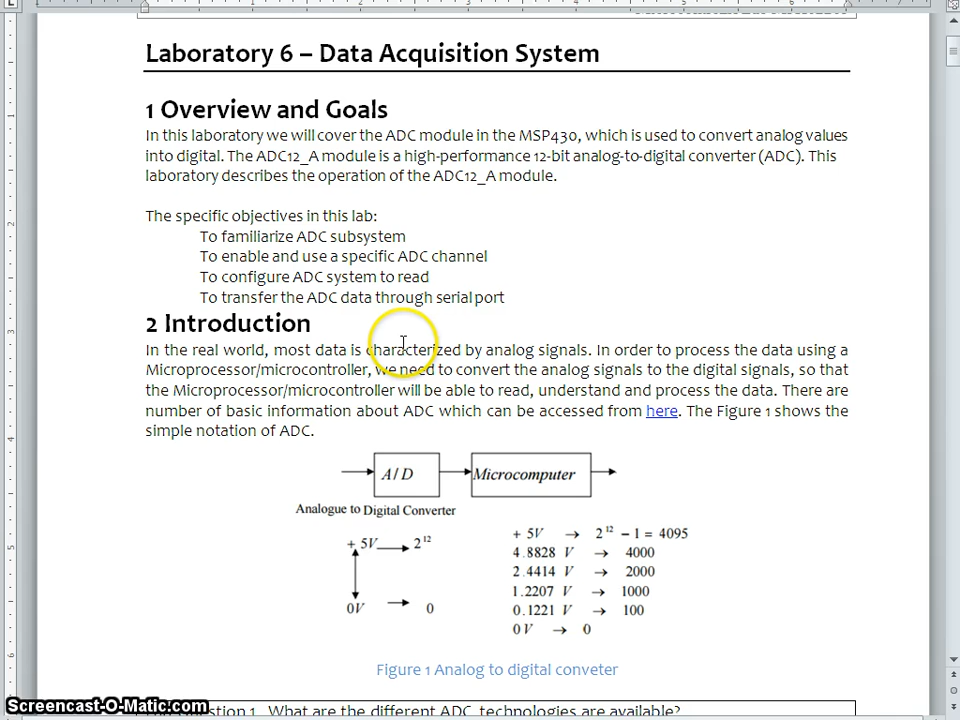 Laboratory 6 – Data Acquisition System
1 Overview and Goals
In this laboratory we will cover the ADC module in the MSP430, which is used to convert analog values
into digital. The ADC12_A module is a high-performance 12-bit analog-to-digital converter (ADC). This
laboratory describes the operation of the ADC12_A module.
The specific objectives in this lab:
To familiarize ADC subsystem
To enable and use a specific ADC channel
To configure ADC system to read
To transfer the ADC data through serial port
2 Introduction
In the real world, most data is characterized by analog signals. In order to process the data using a
Microprocessor/microcontroller, we need to convert the analog signals to the digital signals, so that
the Microprocessor/microcontroller will be able to read, understand and process the data. There are
number of basic information about ADC which can be accessed from here. The Figure 1 shows the
simple notation of ADC.
A/D
Microcomputer
Analogue to Digital Converter
+ 5V → 2^12
0V → 0
+ 5V → 2^12 – 1 = 4095
4.8828 V → 4000
2.4414 V → 2000
1.2207 V → 1000
0.1221 V → 100
0V → 0
Figure 1 Analog to digital conveter
Question 1 What are the different ADC technologies are available?
Screencast-O-Matic.com